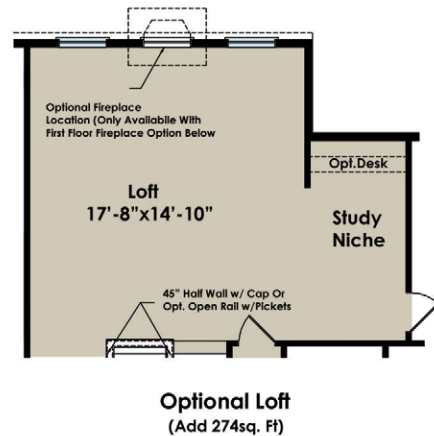 Optional Fireplace
Location (Only Availabile With
First Floor Fireplace Option Below
Opt.Desk
Loft
17'-8"x14'-10"
Study
Niche
45" Half Wall w/ Cap Or
Opt. Open Rail w/Pickets
Optional Loft
(Add 274sq. Ft)